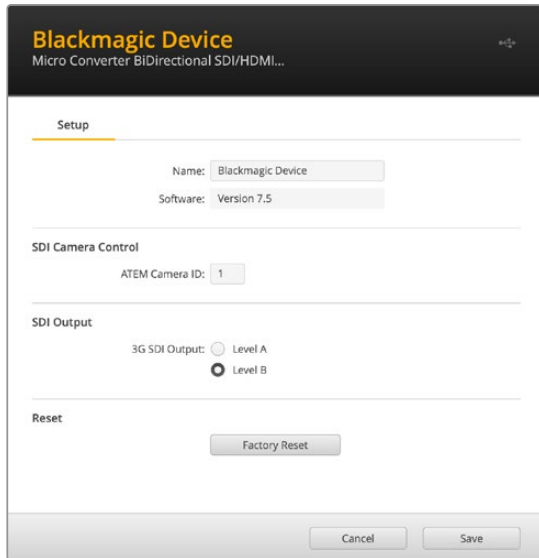 Blackmagic Device
Micro Converter BiDirectional SDI/HDMI...
Setup
Name: Blackmagic Device
Software: Version 7.5
SDI Camera Control
ATEM Camera ID: 1
SDI Output
3G SDI Output: Level A
Level B
Reset
Factory Reset
Cancel Save